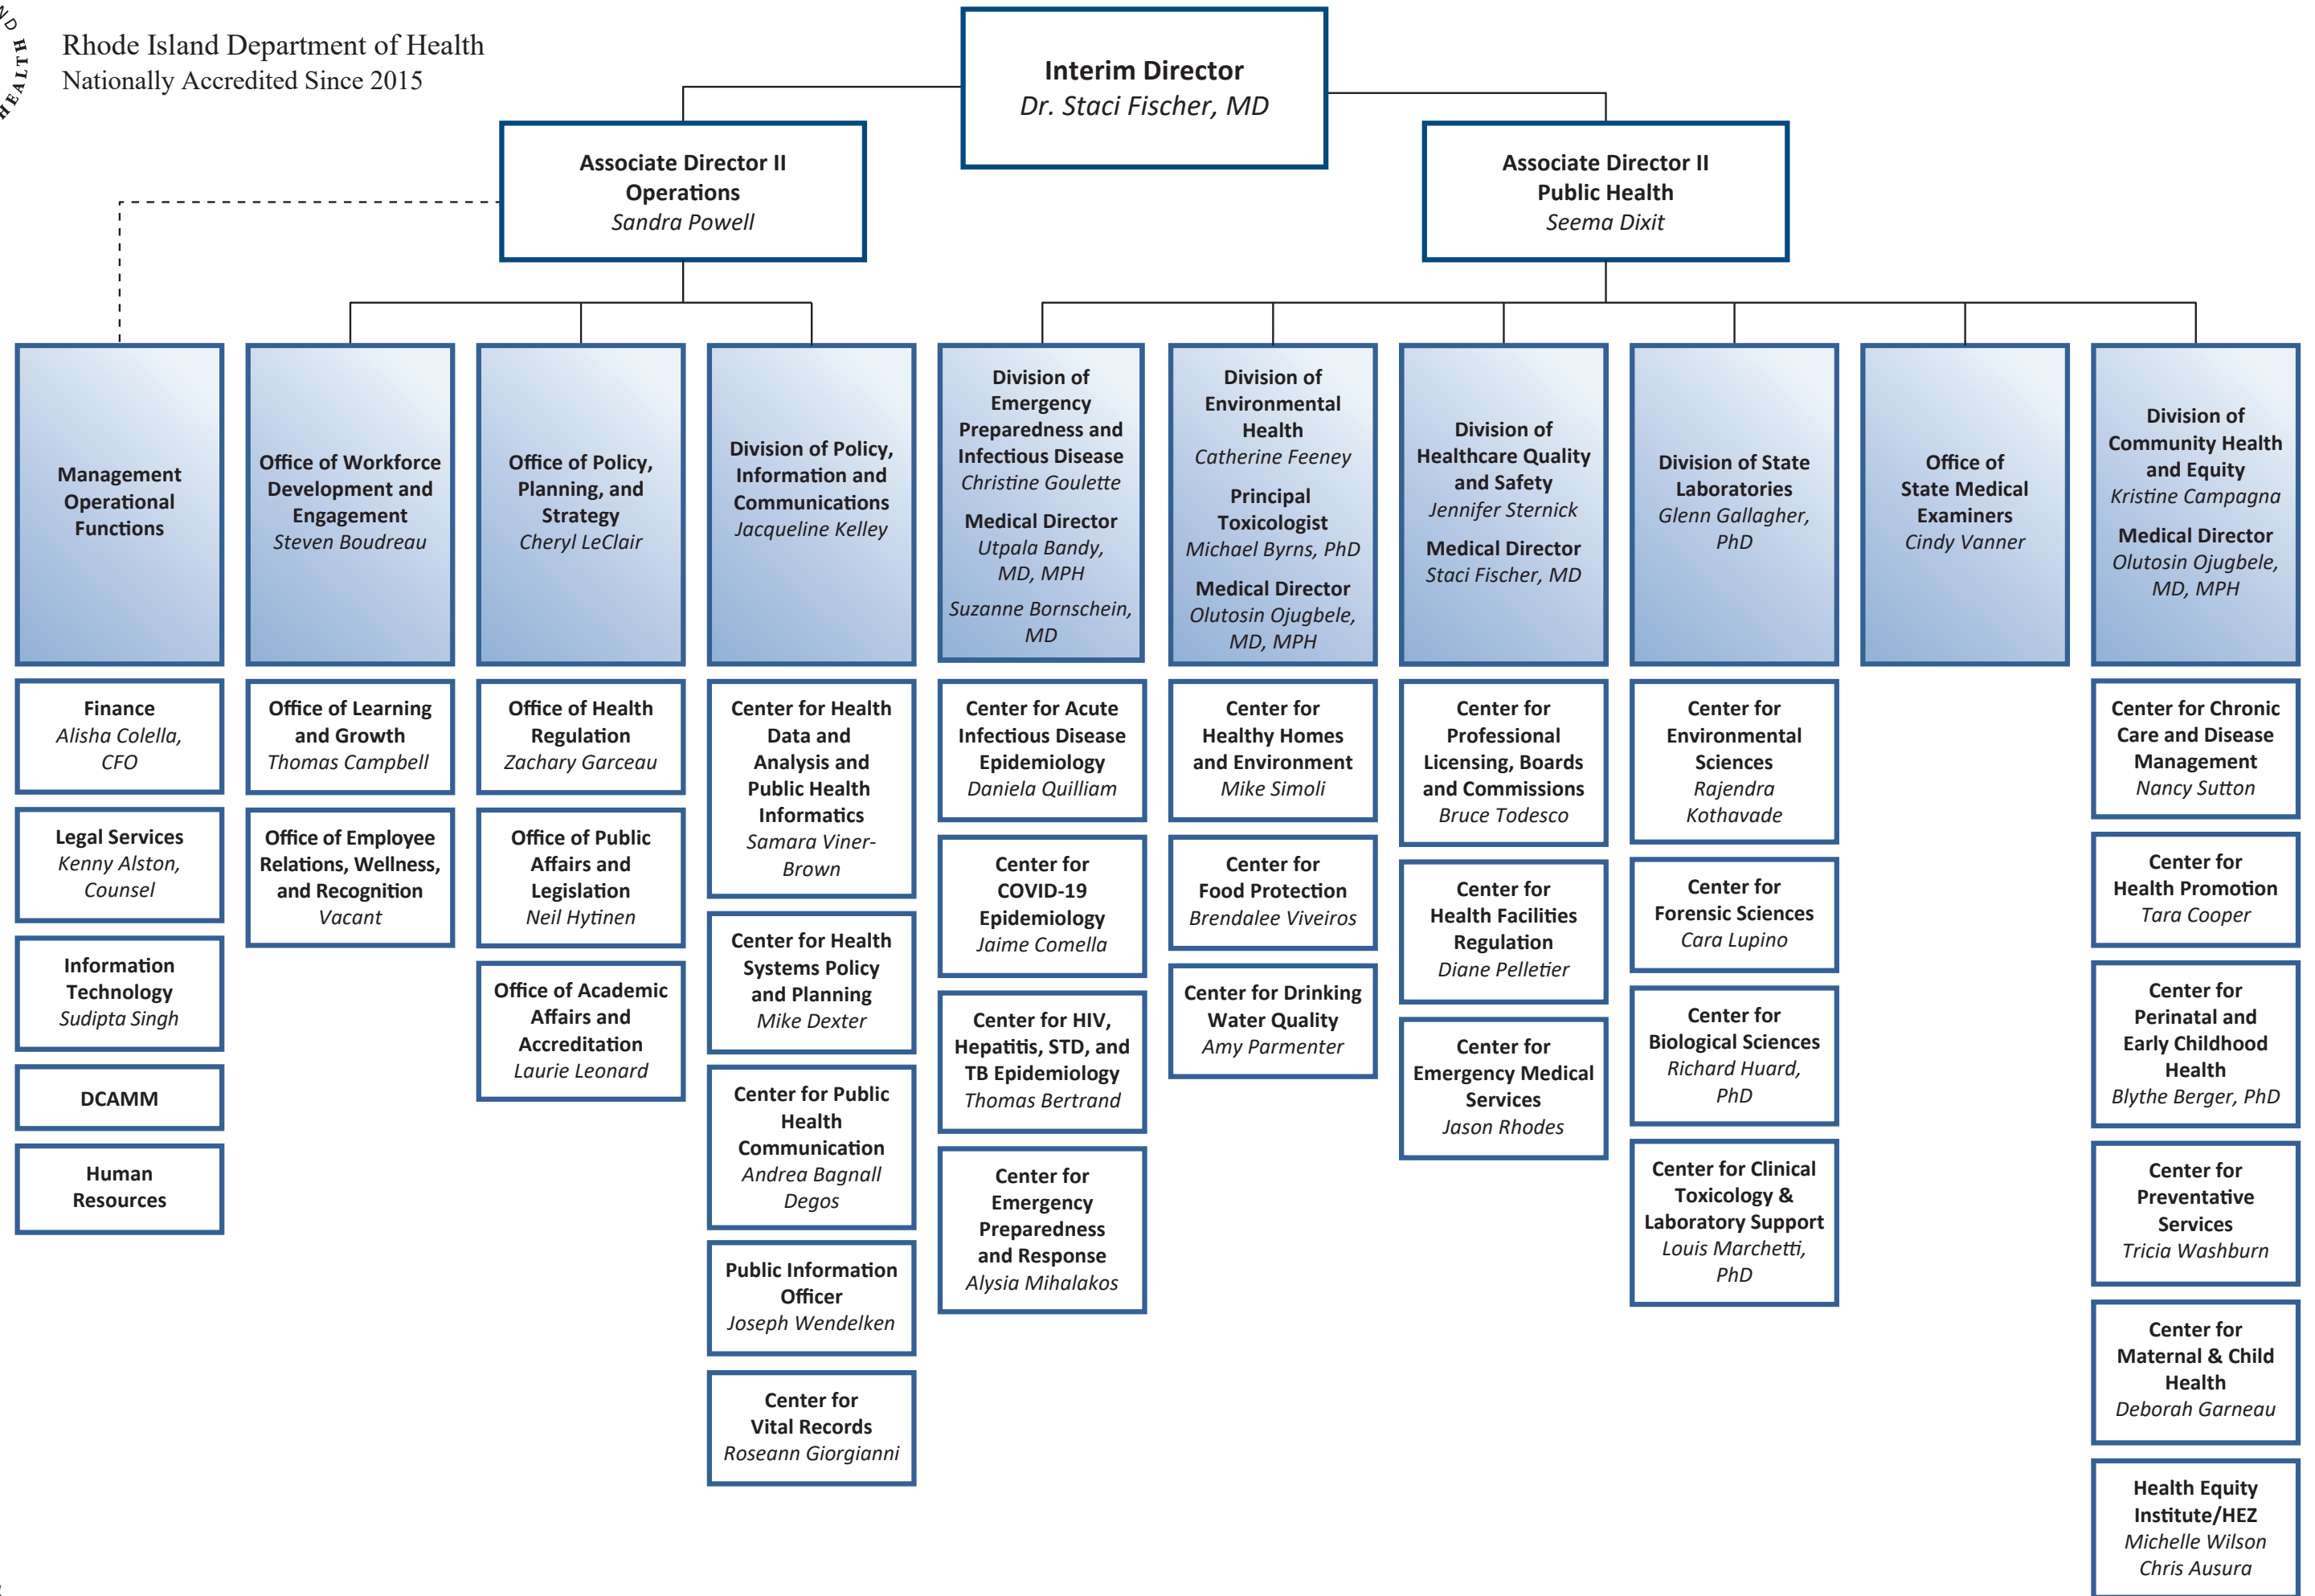 ND HEALTH
Rhode Island Department of Health
Nationally Accredited Since 2015
Interim Director
Dr. Staci Fischer, MD
Associate Director II
Operations
Sandra Powell
Associate Director II
Public Health
Seema Dixit
Management
Operational
Functions
Finance
Alisha Colella,
CFO
Legal Services
Kenny Alston,
Counsel
Information
Technology
Sudipta Singh
DCAMM
Human
Resources
Office of Workforce
Development and
Engagement
Steven Boudreau
Office of Learning
and Growth
Thomas Campbell
Office of Employee
Relations, Wellness,
and Recognition
Vacant
Office of Policy,
Planning, and
Strategy
Cheryl LeClair
Office of Health
Regulation
Zachary Garceau
Office of Public
Affairs and
Legislation
Neil Hytinen
Office of Academic
Affairs and
Accreditation
Laurie Leonard
Division of Policy,
Information and
Communications
Jacqueline Kelley
Center for Health
Data and
Analysis and
Public Health
Informatics
Samara Viner-
Brown
Center for Health
Systems Policy
and Planning
Mike Dexter
Center for Public
Health
Communication
Andrea Bagnall
Degos
Public Information
Officer
Joseph Wendelken
Center for
Vital Records
Roseann Giorgianni
Division of
Emergency
Preparedness and
Infectious Disease
Christine Goulette
Medical Director
Utpala Bandy,
MD, MPH
Suzanne Bornschein,
MD
Center for Acute
Infectious Disease
Epidemiology
Daniela Quilliam
Center for
COVID-19
Epidemiology
Jaime Comella
Center for HIV,
Hepatitis, STD, and
TB Epidemiology
Thomas Bertrand
Center for
Emergency
Preparedness
and Response
Alysia Mihalakos
Division of
Environmental
Health
Catherine Feeney
Principal
Toxicologist
Michael Byrns, PhD
Medical Director
Olutosin Ojugbele,
MD, MPH
Center for
Healthy Homes
and Environment
Mike Simoli
Center for
Food Protection
Brendalee Viveiros
Center for Drinking
Water Quality
Amy Parmenter
Division of
Healthcare Quality
and Safety
Jennifer Sternick
Medical Director
Staci Fischer, MD
Center for
Professional
Licensing, Boards
and Commissions
Bruce Todesco
Center for
Health Facilities
Regulation
Diane Pelletier
Center for
Emergency Medical
Services
Jason Rhodes
Division of State
Laboratories
Glenn Gallagher,
PhD
Center for
Environmental
Sciences
Rajendra
Kothavade
Center for
Forensic Sciences
Cara Lupino
Center for
Biological Sciences
Richard Huard,
PhD
Center for Clinical
Toxicology &
Laboratory Support
Louis Marchetti,
PhD
Office of
State Medical
Examiners
Cindy Vanner
Division of
Community Health
and Equity
Kristine Campagna
Medical Director
Olutosin Ojugbele,
MD, MPH
Center for Chronic
Care and Disease
Management
Nancy Sutton
Center for
Health Promotion
Tara Cooper
Center for
Perinatal and
Early Childhood
Health
Blythe Berger, PhD
Center for
Preventative
Services
Tricia Washburn
Center for
Maternal & Child
Health
Deborah Garneau
Health Equity
Institute/HEZ
Michelle Wilson
Chris Ausura